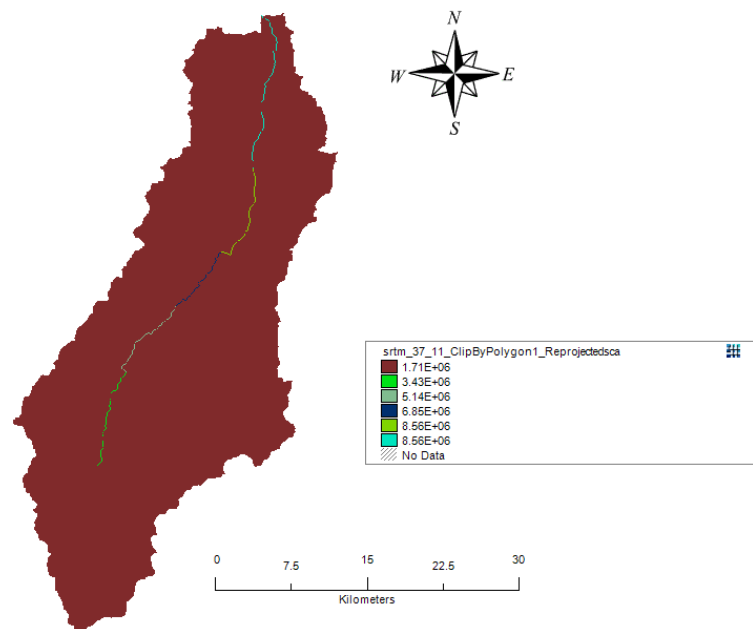 N
W
E
S
srtm_37_11_ClipByPolygon1_Reprojectedsca
1.71E+06
3.43E+06
5.14E+06
6.85E+06
8.56E+06
8.56E+06
No Data
0 7.5 15 22.5 30
Kilometers